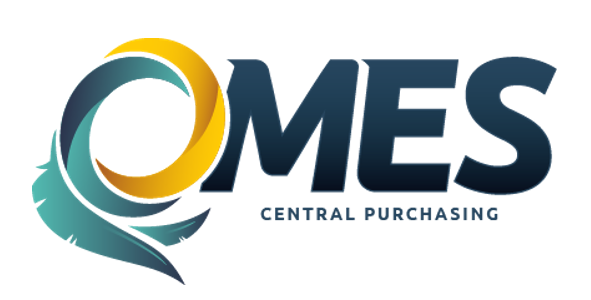 OMES
CENTRAL PURCHASING